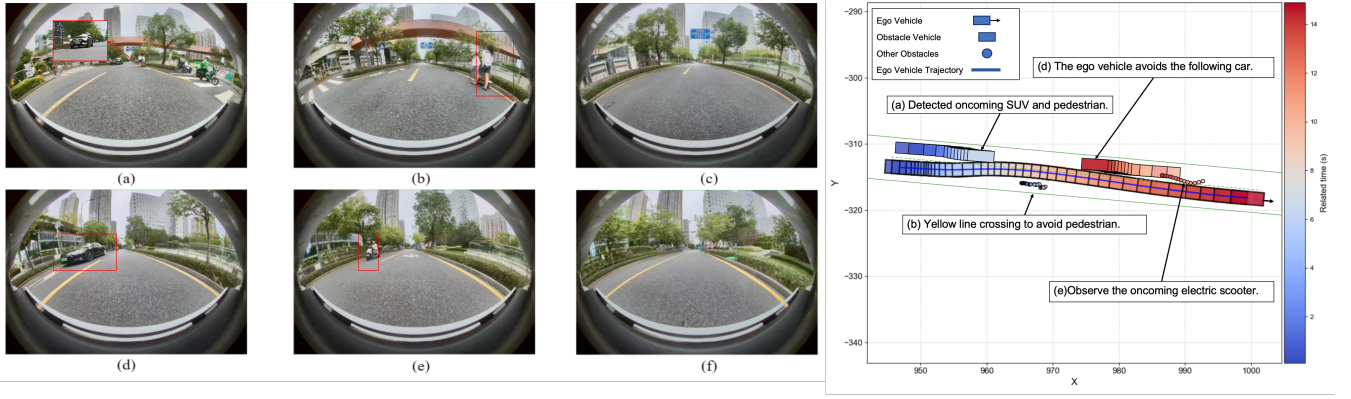 (a)
(b)
(c)
(d)
(e)
(f)
Ego Vehicle
Obstacle Vehicle
Other Obstacles
Ego Vehicle Trajectory
(d) The ego vehicle avoids the following car.
(a) Detected oncoming SUV and pedestrian.
(b) Yellow line crossing to avoid pedestrian.
(e)Observe the oncoming electric scooter.
−290
−300
−310
−320
−330
−340
Y
950
960
970
980
990
1000
X
14
12
10
8
6
4
2
Related time (s)